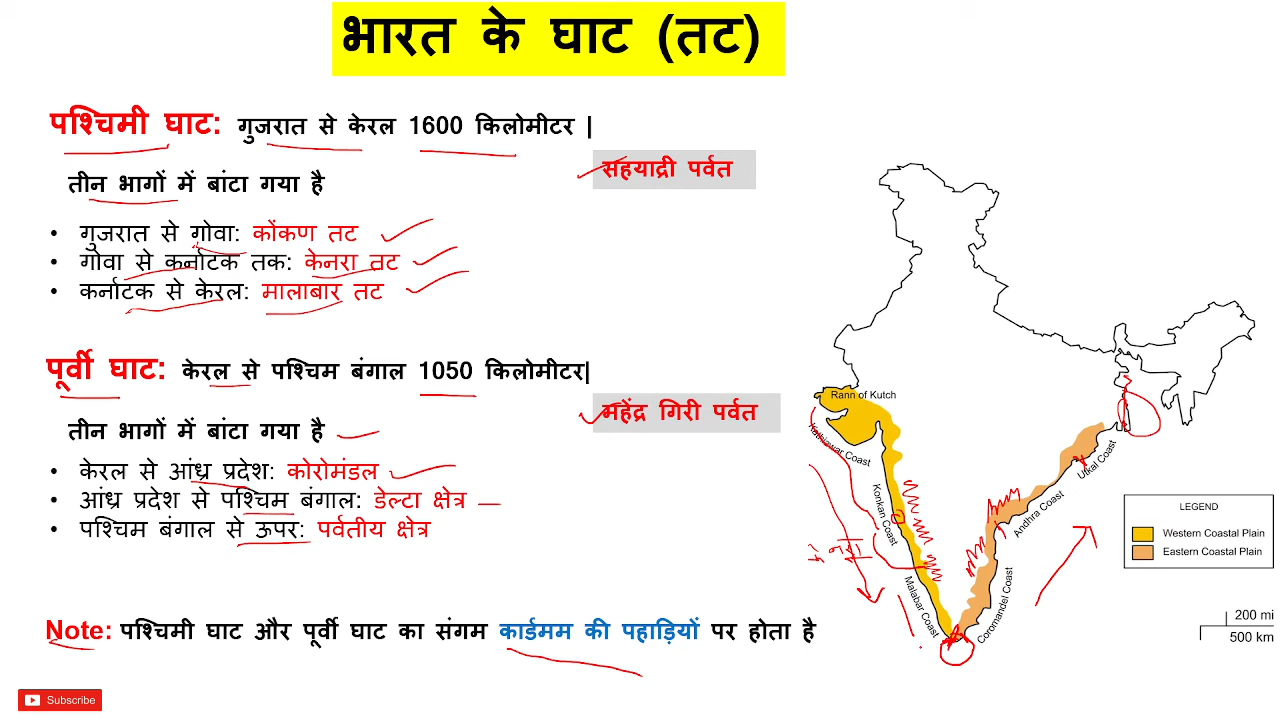 भारत के घाट (तट)
पश्चिमी घाट: गुजरात से केरल 1600 किलोमीटर |
सहयाद्री पर्वत
तीन भागों में बांटा गया है
• गुजरात से गोवा: कोंकण तट
• गोवा से कर्नाटक तक: केनरा तट
• कर्नाटक से केरल: मालाबार तट
पूर्वी घाट: केरल से पश्चिम बंगाल 1050 किलोमीटर|
महेंद्र गिरी पर्वत
तीन भागों में बांटा गया है
• केरल से आंध्र प्रदेश: कोरोमंडल
• आंध्र प्रदेश से पश्चिम बंगाल: डेल्टा क्षेत्र
• पश्चिम बंगाल से ऊपर: पर्वतीय क्षेत्र
Note: पश्चिमी घाट और पूर्वी घाट का संगम कार्डमम की पहाड़ियों पर होता है
Subscribe
Rann of Kutch
Kathiawar Coast
Konkan Coast
Malabar Coast
Coromandel Coast
Andhra Coast
Utkal Coast
LEGEND
Western Coastal Plain
Eastern Coastal Plain
200 mi
500 km